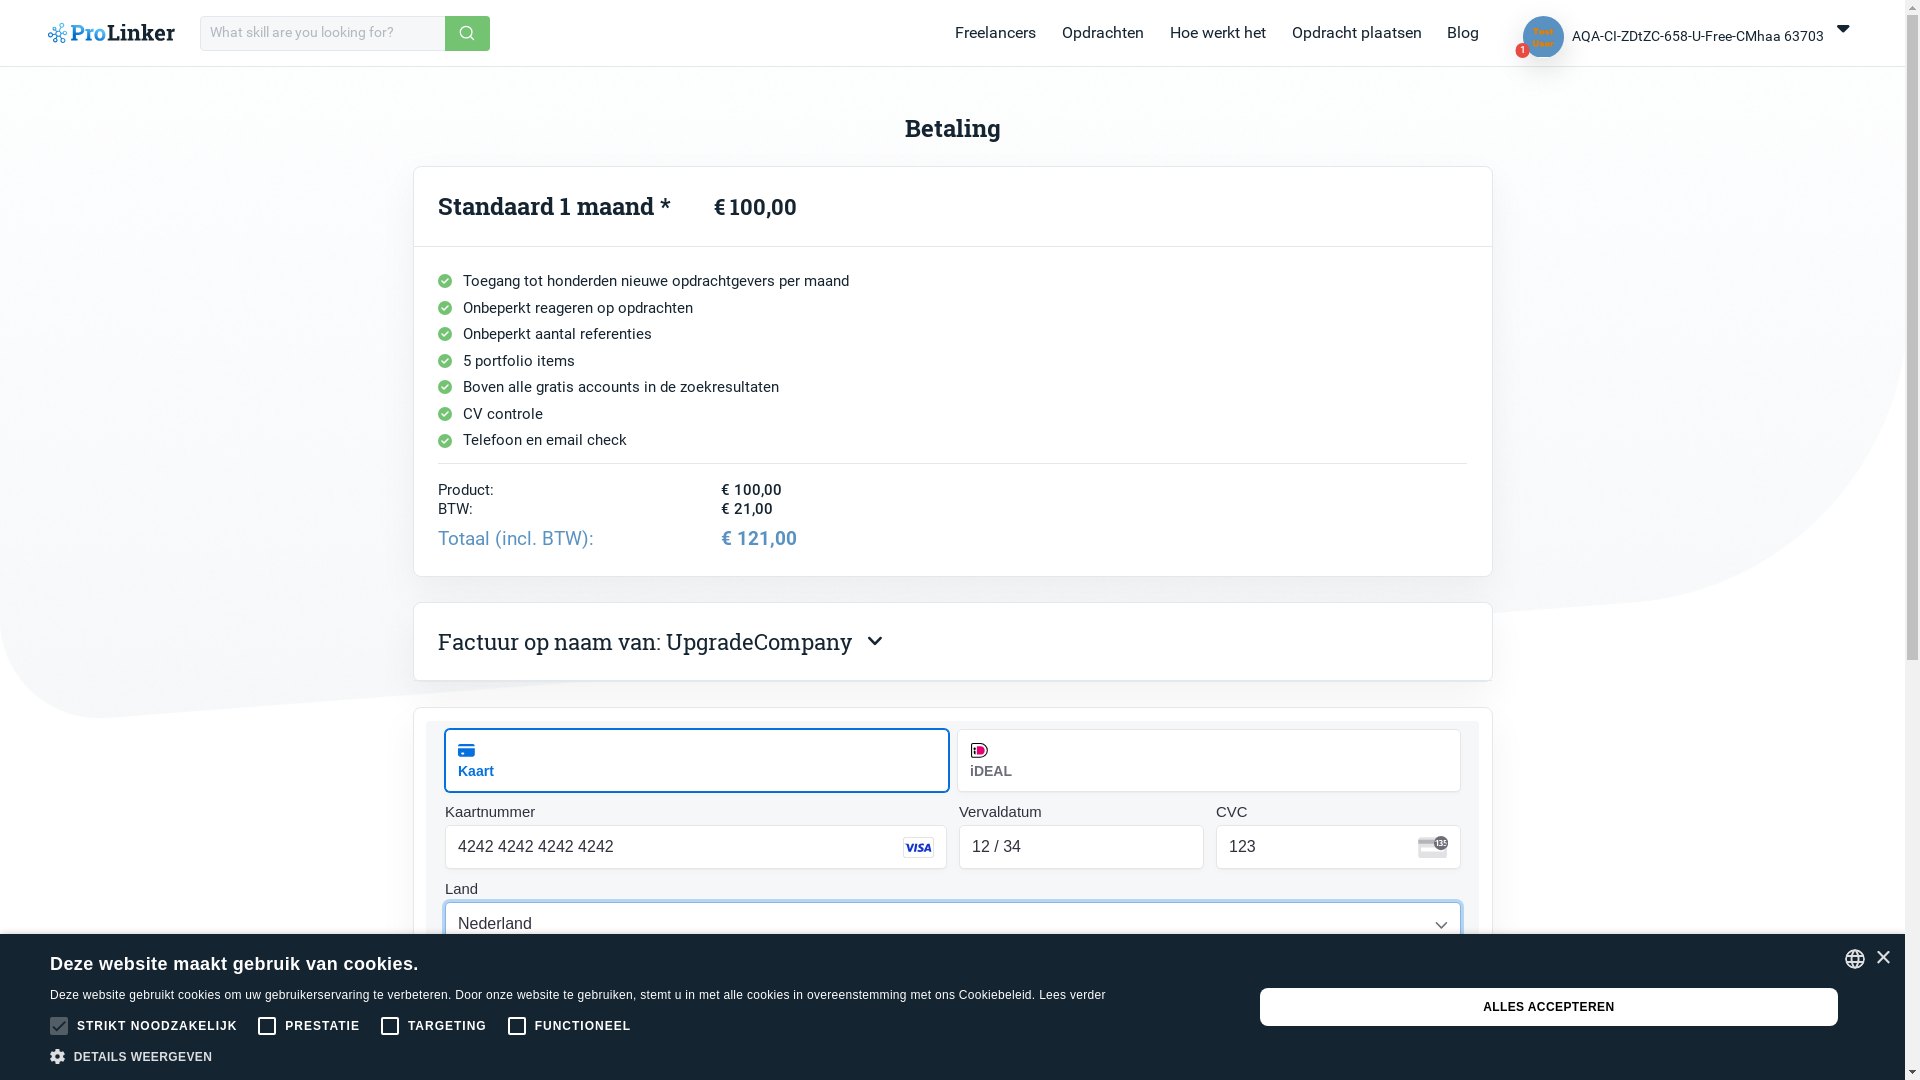 ProLinker
What skill are you looking for?
Freelancers
Opdrachten
Hoe werkt het
Opdracht plaatsen
Blog
Test User
1
AQA-CI-ZDtZC-658-U-Free-CMhaa 63703
Betaling
Standaard 1 maand * € 100,00
Toegang tot honderden nieuwe opdrachtgevers per maand
Onbeperkt reageren op opdrachten
Onbeperkt aantal referenties
5 portfolio items
Boven alle gratis accounts in de zoekresultaten
CV controle
Telefoon en email check
Product: € 100,00
BTW: € 21,00
Totaal (incl. BTW): € 121,00
Factuur op naam van: UpgradeCompany
Kaart
iDEAL
Kaartnummer
Vervaldatum
CVC
4242 4242 4242 4242
VISA
12 / 34
123
135
Land
Nederland
Deze website maakt gebruik van cookies.
Deze website gebruikt cookies om uw gebruikerservaring te verbeteren. Door onze website te gebruiken, stemt u in met alle cookies in overeenstemming met ons Cookiebeleid. Lees verder
STRIKT NOODZAKELIJK
PRESTATIE
TARGETING
FUNCTIONEEL
DETAILS WEERGEVEN
ALLES ACCEPTEREN